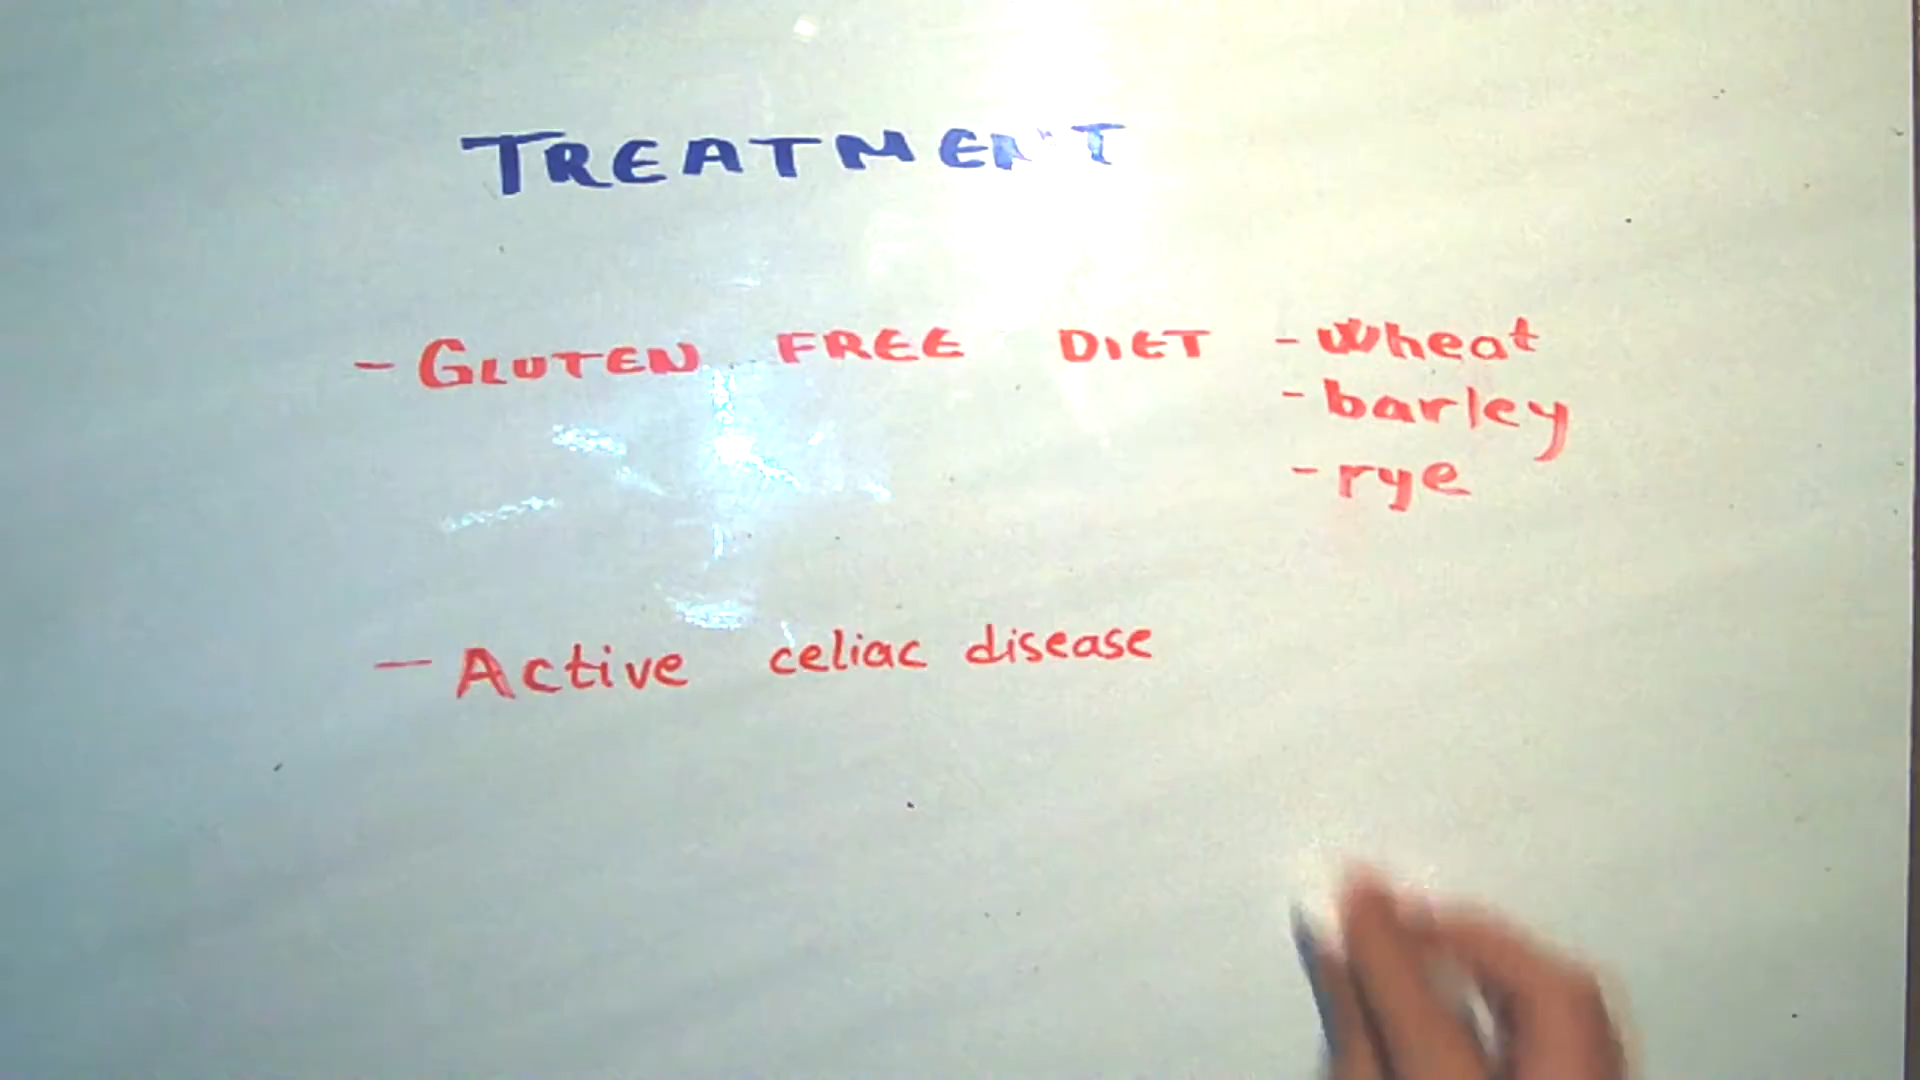 TREATMENT
- GLUTEN FREE DIET - wheat
- barley
- rye
- Active celiac disease